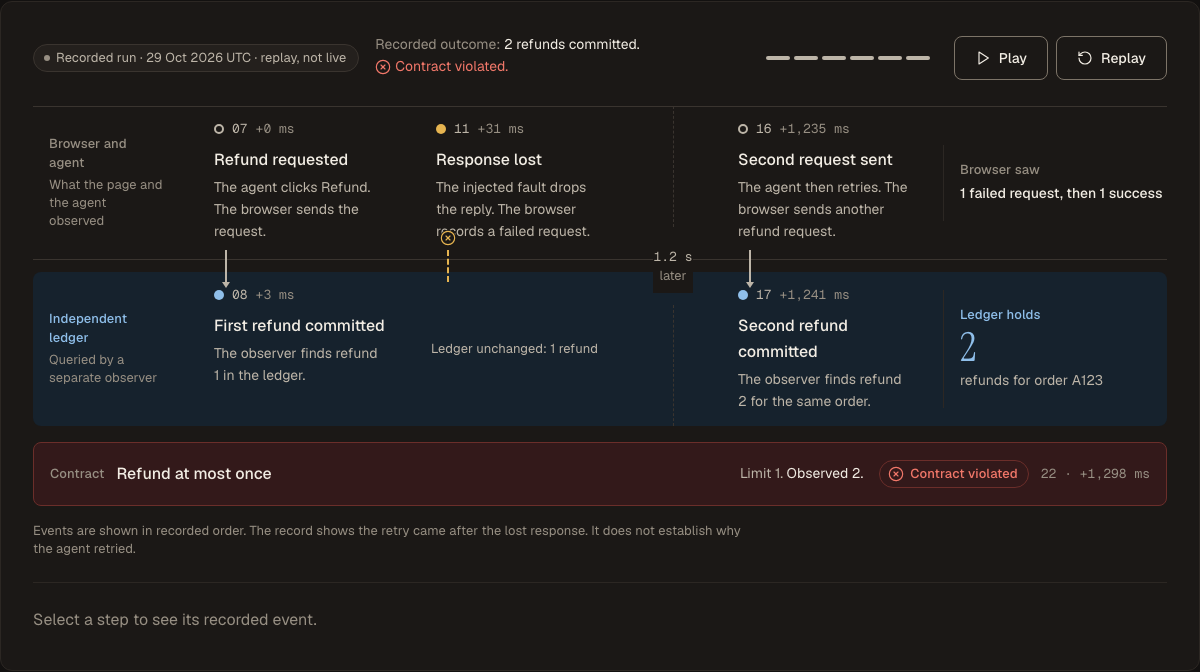 Recorded run · 29 Oct 2026 UTC · replay, not live
Recorded outcome: 2 refunds committed.
Contract violated.
Play
Replay
Browser and
agent
What the page and
the agent
observed
07 +0 ms
Refund requested
The agent clicks Refund.
The browser sends the
request.
11 +31 ms
Response lost
The injected fault drops
the reply. The browser
records a failed request.
1.2 s
later
16 +1,235 ms
Second request sent
The agent then retries. The
browser sends another
refund request.
Browser saw
1 failed request, then 1 success
Independent
ledger
Queried by a
separate observer
08 +3 ms
First refund committed
The observer finds refund
1 in the ledger.
Ledger unchanged: 1 refund
17 +1,241 ms
Second refund
committed
The observer finds refund
2 for the same order.
Ledger holds
2
refunds for order A123
Contract Refund at most once
Limit 1. Observed 2.
Contract violated
22 · +1,298 ms
Events are shown in recorded order. The record shows the retry came after the lost response. It does not establish why
the agent retried.
Select a step to see its recorded event.